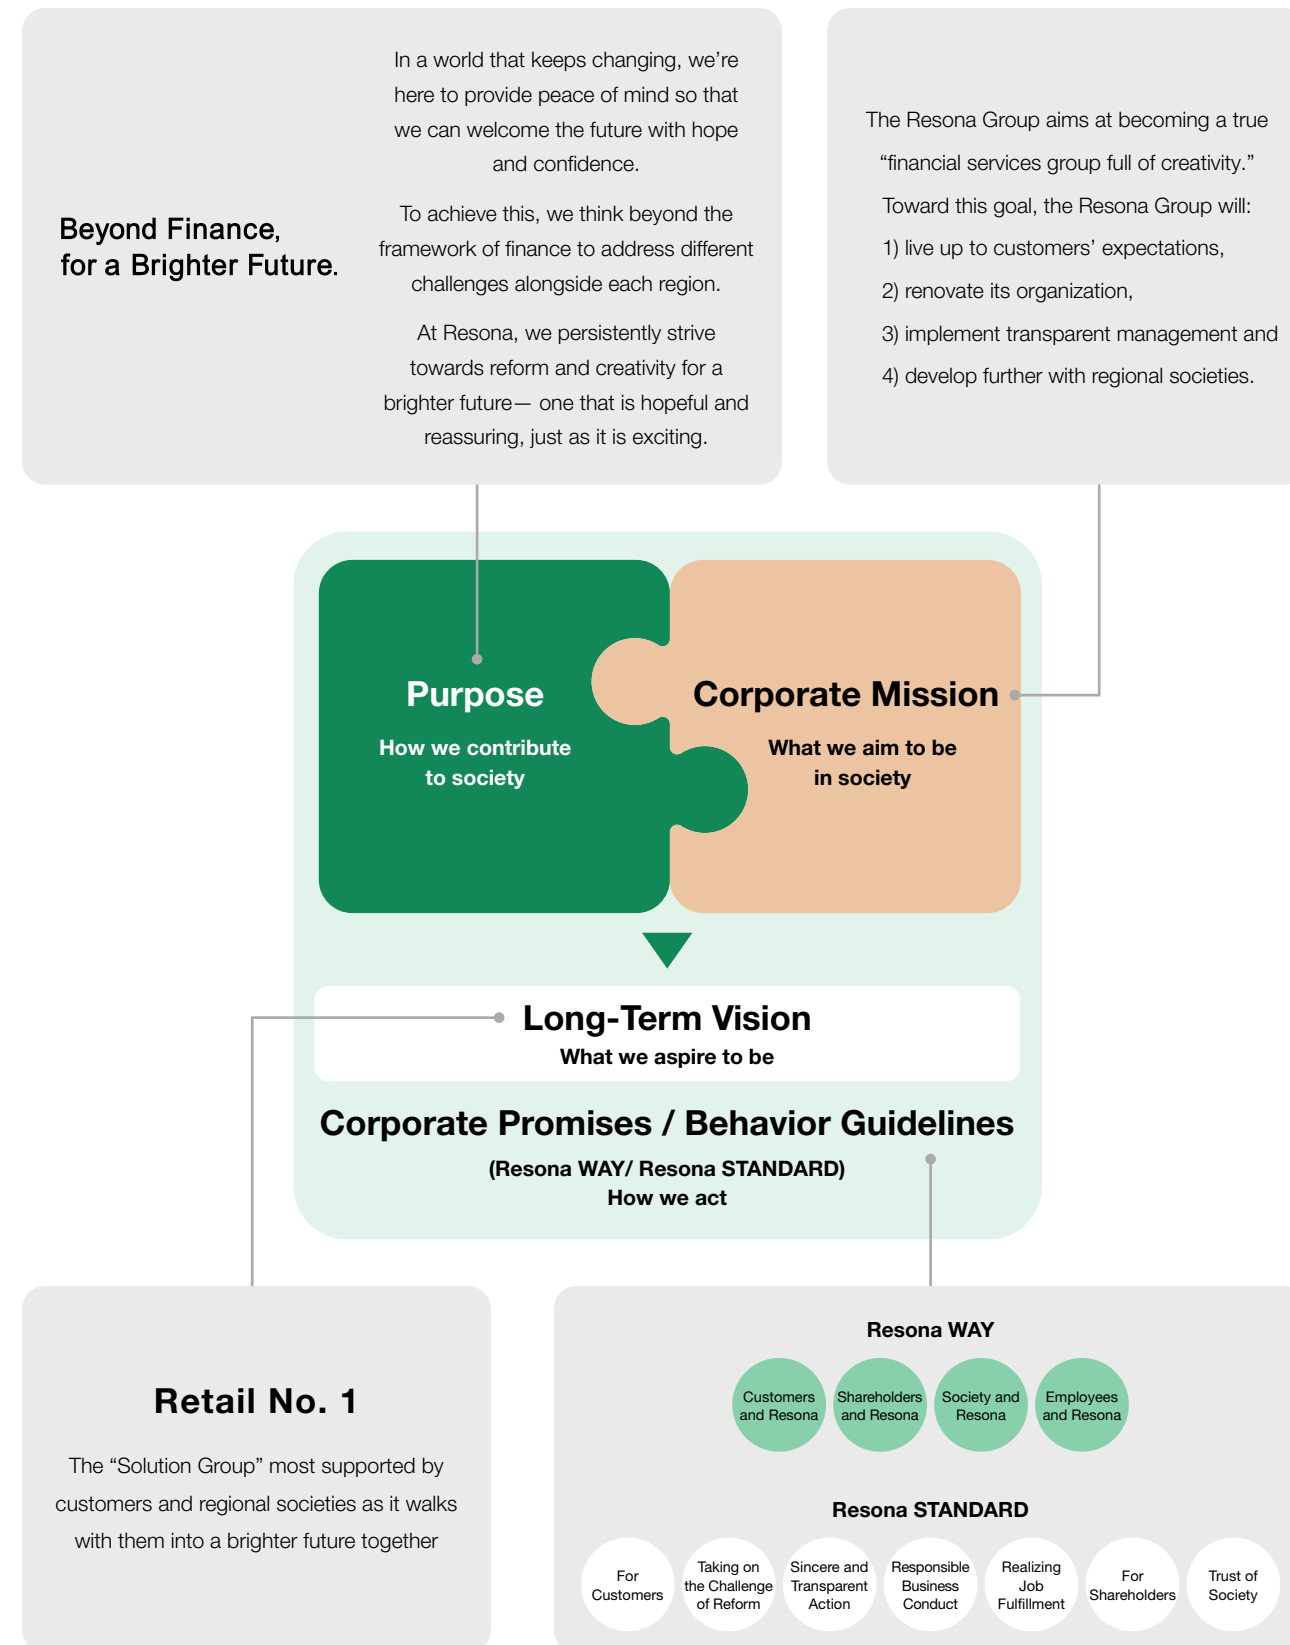 Beyond Finance,
for a Brighter Future.
In a world that keeps changing, we’re
here to provide peace of mind so that
we can welcome the future with hope
and confidence.
To achieve this, we think beyond the
framework of finance to address different
challenges alongside each region.
At Resona, we persistently strive
towards reform and creativity for a
brighter future— one that is hopeful and
reassuring, just as it is exciting.
The Resona Group aims at becoming a true
“financial services group full of creativity.”
Toward this goal, the Resona Group will:
1) live up to customers’ expectations,
2) renovate its organization,
3) implement transparent management and
4) develop further with regional societies.
Purpose
How we contribute
to society
Corporate Mission
What we aim to be
in society
Long-Term Vision
What we aspire to be
Corporate Promises / Behavior Guidelines
(Resona WAY/ Resona STANDARD)
How we act
Retail No. 1
The “Solution Group” most supported by
customers and regional societies as it walks
with them into a brighter future together
Resona WAY
Customers
and Resona
Shareholders
and Resona
Society and
Resona
Employees
and Resona
Resona STANDARD
For
Customers
Taking on
the Challenge
of Reform
Sincere and
Transparent
Action
Responsible
Business
Conduct
Realizing
Job
Fulfillment
For
Shareholders
Trust of
Society